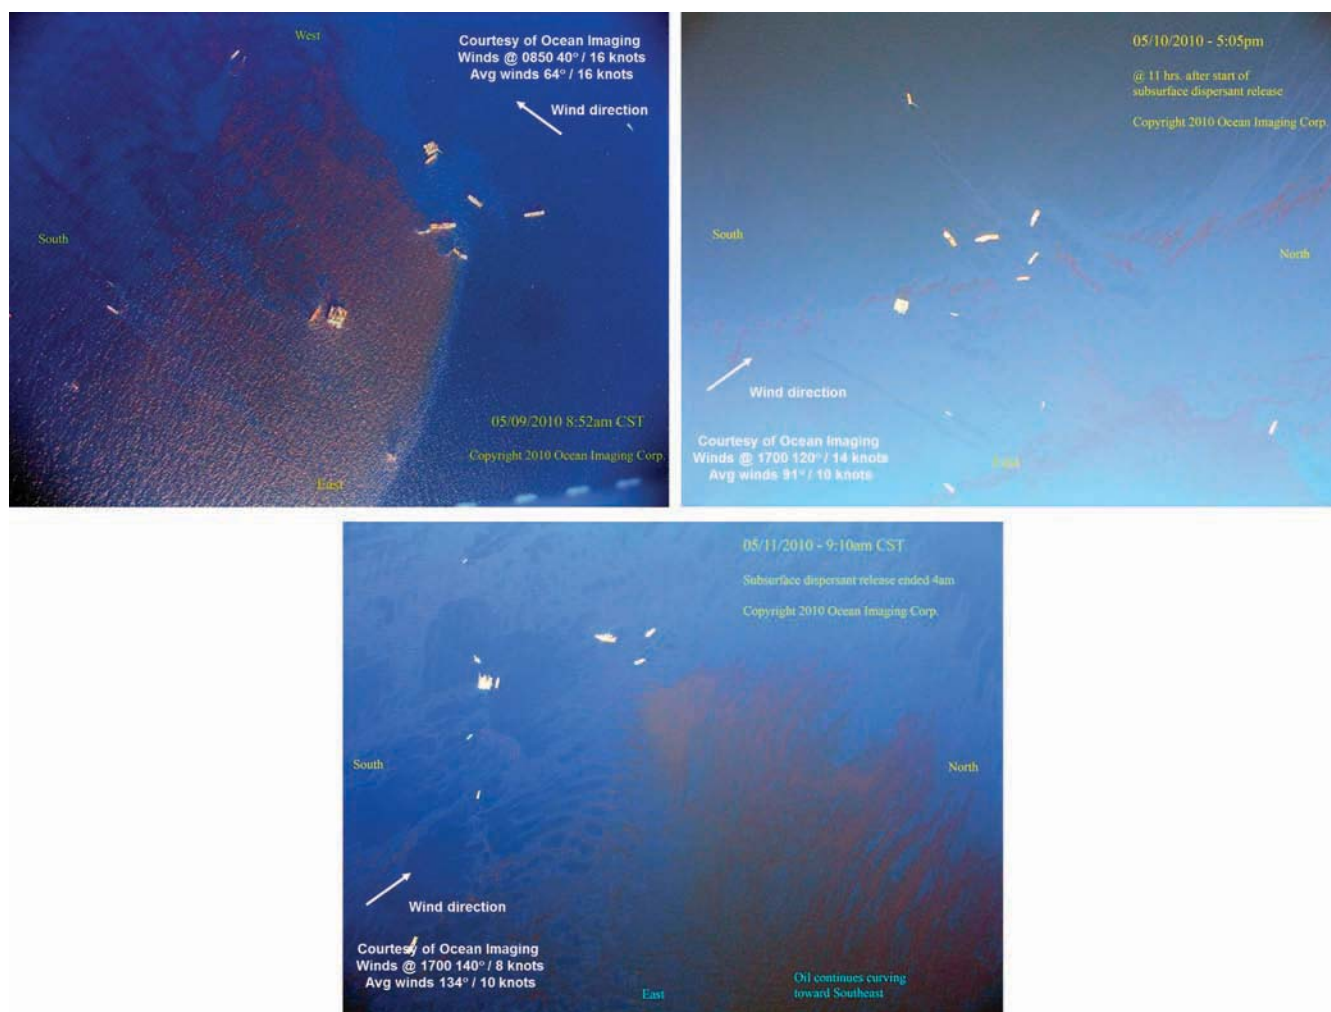 West
Courtesy of Ocean Imaging
Winds @ 0850 40° / 16 knots
Avg winds 64° / 16 knots
Wind direction
South
05/09/2010 8:52am CST
Copyright 2010 Ocean Imaging Corp.
East
05/10/2010 - 5:05pm
@ 11 hrs. after start of
subsurface dispersant release
Copyright 2010 Ocean Imaging Corp.
South
North
Wind direction
Courtesy of Ocean Imaging
Winds @ 1700 120° / 14 knots
Avg winds 91° / 10 knots
East
05/11/2010 - 9:10am CST
Subsurface dispersant release ended 4am
Copyright 2010 Ocean Imaging Corp.
South
North
Wind direction
Courtesy of Ocean Imaging
Winds @ 1700 140° / 8 knots
Avg winds 134° / 10 knots
East
Oil continues curving
toward Southeast